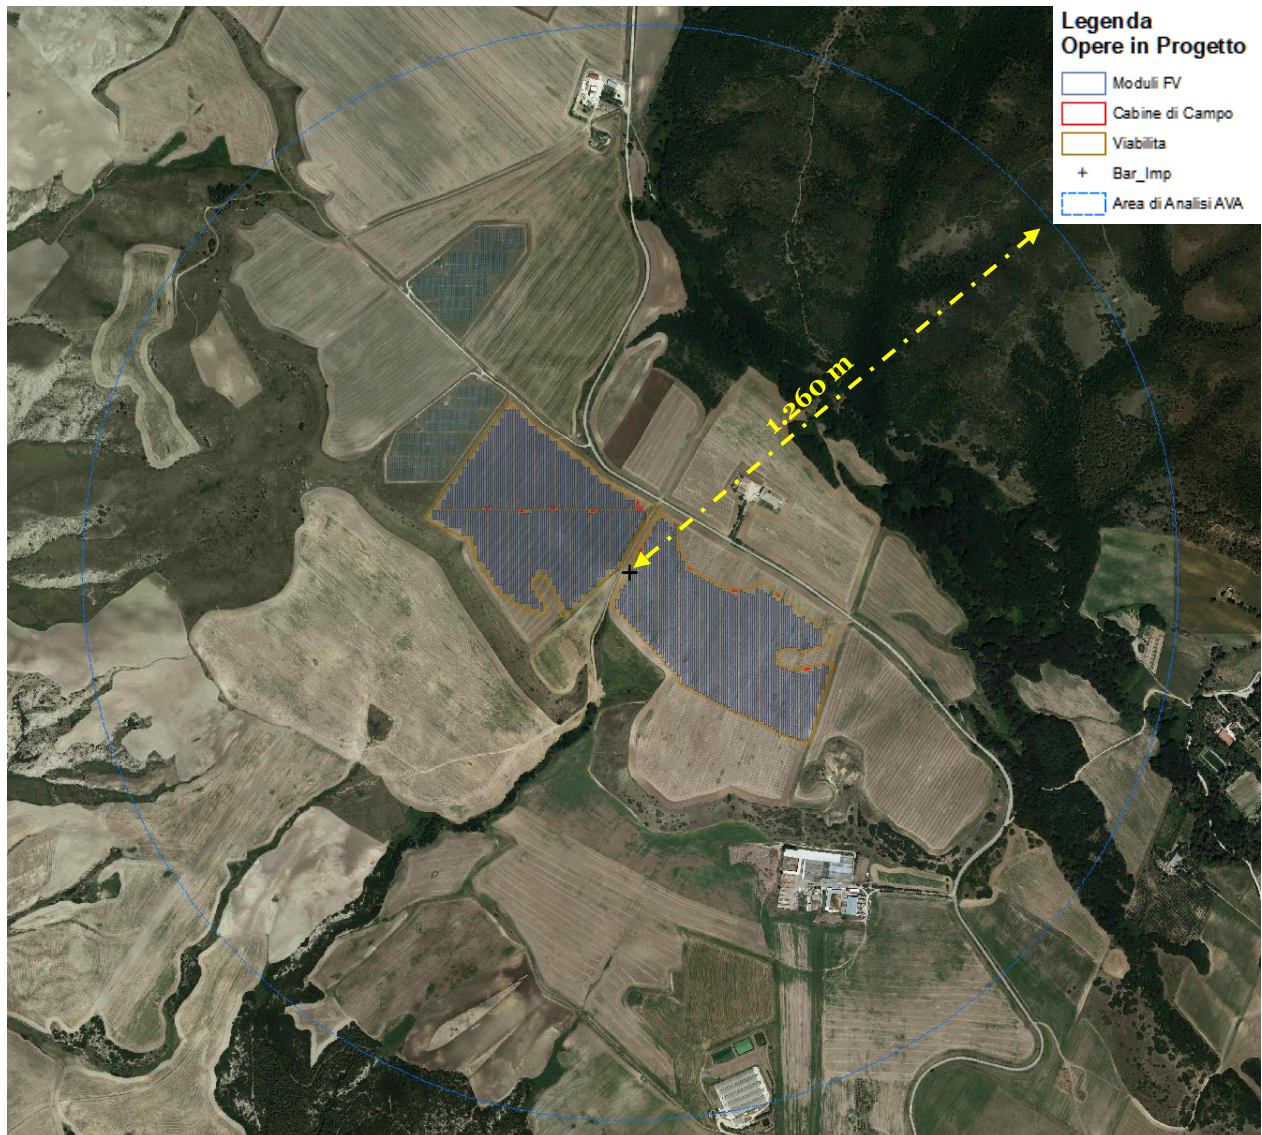 Legenda
Opere in Progetto
Moduli FV
Cabine di Campo
Viabilita
Bar_Imp
Area di Analisi AVA
1.260 m